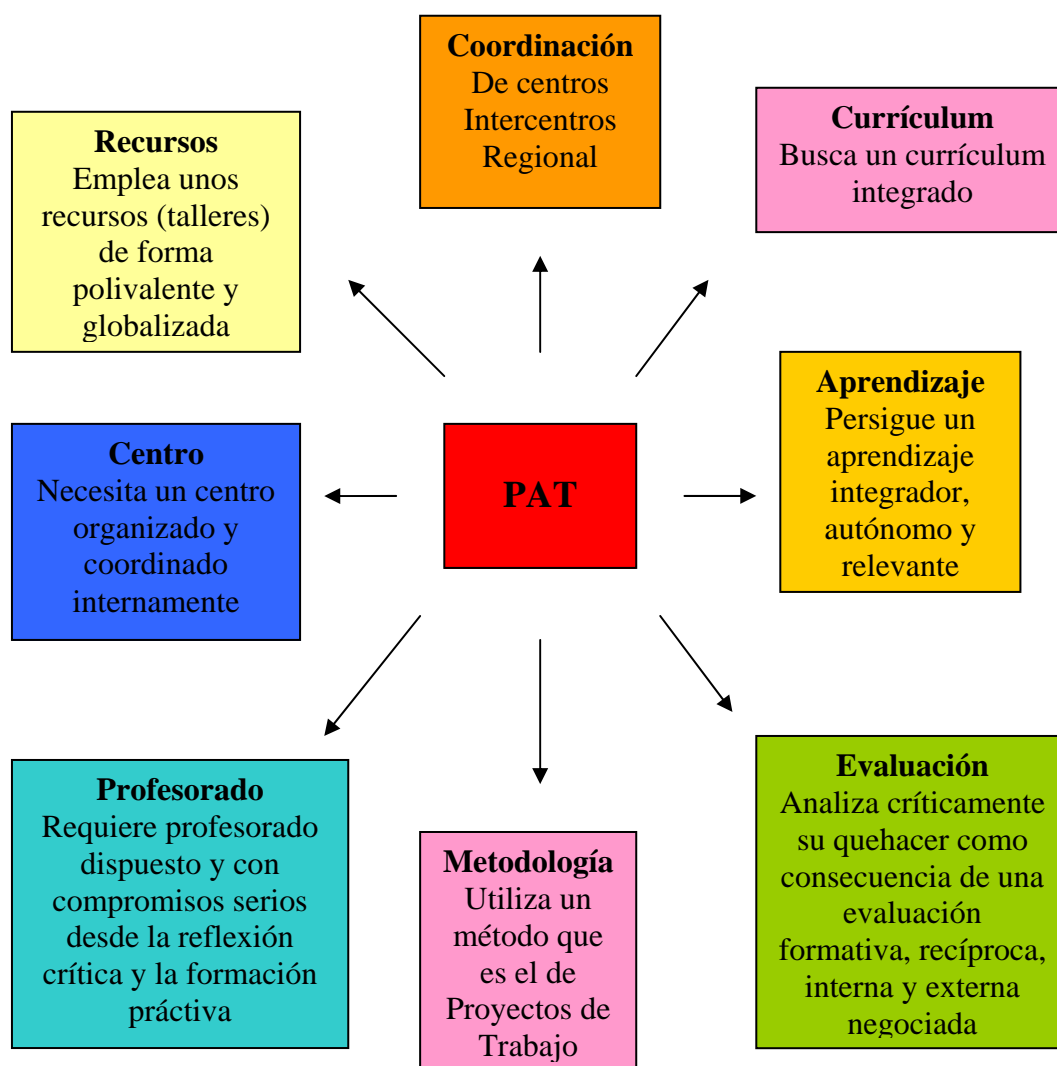 Coordinación
De centros
Intercentros
Regional
Recursos
Emplea unos
recursos (talleres)
de forma
polivalente y
globalizada
Currículum
Busca un currículum
integrado
Centro
Necesita un centro
organizado y
coordinado
internamente
PAT
Aprendizaje
Persigue un
aprendizaje
integrador,
autónomo y
relevante
Profesorado
Requiere profesorado
dispuesto y con
compromisos serios
desde la reflexión
crítica y la formación
práctiva
Metodología
Utiliza un
método que
es el de
Proyectos de
Trabajo
Evaluación
Analiza críticamente
su quehacer como
consecuencia de una
evaluación
formativa, recíproca,
interna y externa
negociada